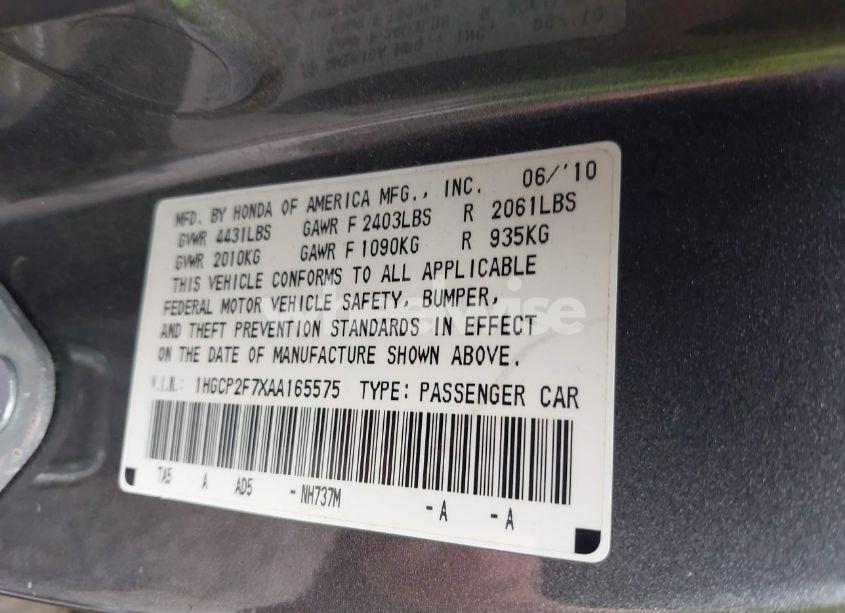 MFD. BY HONDA OF AMERICA MFG., INC. 06/'10
GVWR 4431LBS GAWR F 2403LBS R 2061LBS
GVWR 2010KG GAWR F 1090KG R 935KG
THIS VEHICLE CONFORMS TO ALL APPLICABLE
FEDERAL MOTOR VEHICLE SAFETY, BUMPER,
AND THEFT PREVENTION STANDARDS IN EFFECT
ON THE DATE OF MANUFACTURE SHOWN ABOVE.
V.I.N.: 1HGCP2F7XAA165575 TYPE: PASSENGER CAR
TA5 A AD5 - NH737M - A - A